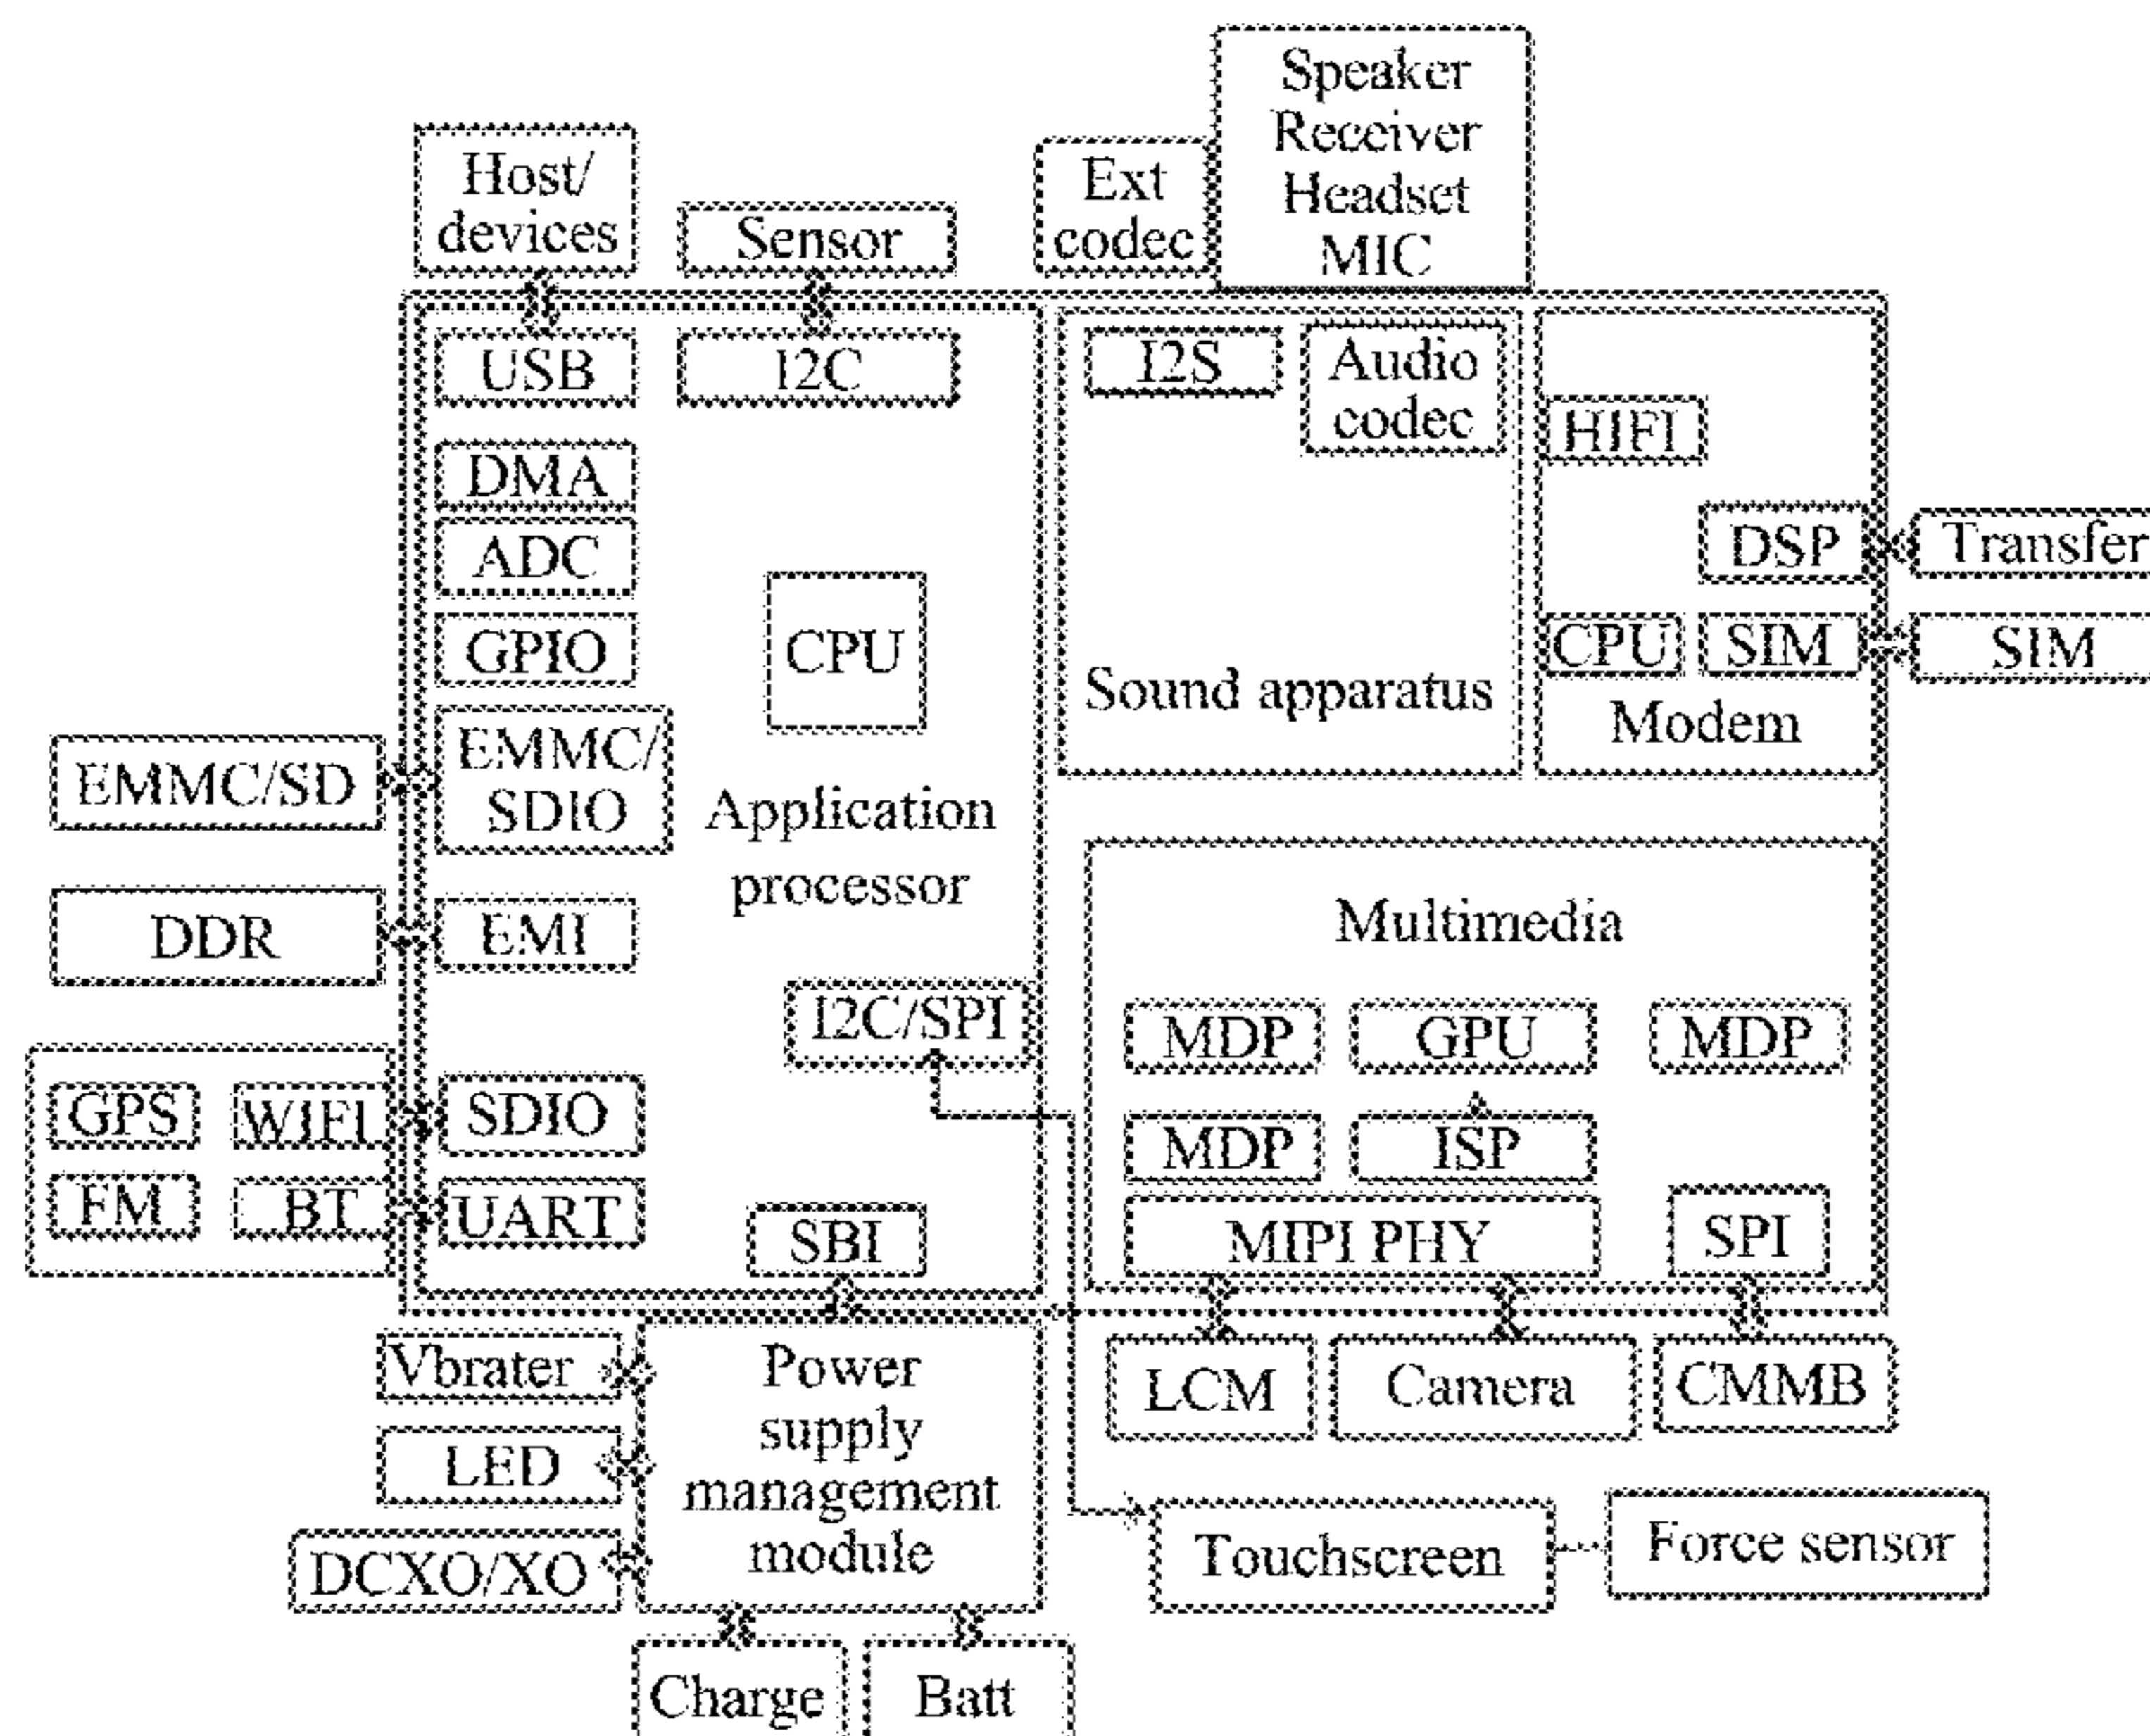 Speaker
Receiver
Headset
MIC
Host/
devices
Sensor
Ext
codec
USB
I2C
I2S
Audio
codec
HIFI
DMA
ADC
GPIO
CPU
DSP
Transfer
CPU
SIM
SIM
Sound apparatus
Modem
EMMC/SD
EMMC/
SDIO
Application
processor
DDR
EMI
Multimedia
I2C/SPI
MDP
GPU
MDP
GPS
WIFI
SDIO
MDP
ISP
FM
BT
UART
SBI
MIPI PHY
SPI
Vbrater
LED
DCXO/XO
Power
supply
management
module
LCM
Camera
CMMB
Touchscreen
Force sensor
Charge
Batt